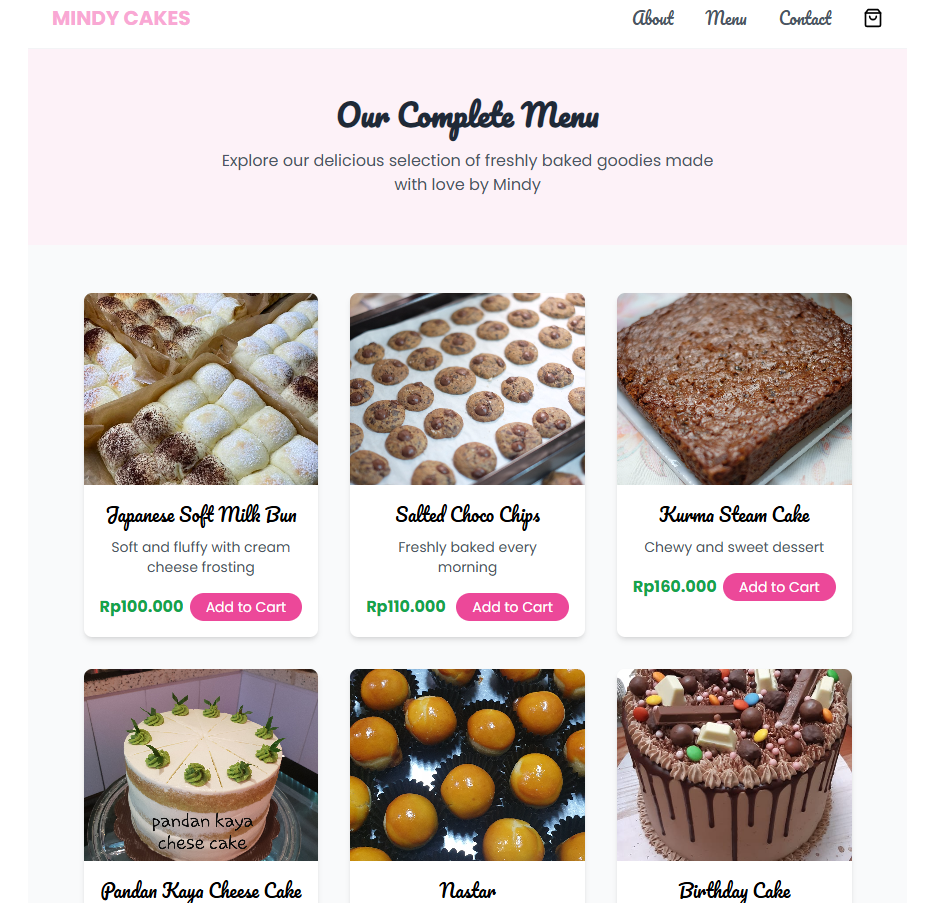 MINDY CAKES
About Menu Contact
Our Complete Menu
Explore our delicious selection of freshly baked goodies made
with love by Mindy
Japanese Soft Milk Bun
Soft and fluffy with cream
cheese frosting
Rp100.000 Add to Cart
Salted Choco Chips
Freshly baked every
morning
Rp110.000 Add to Cart
Kurma Steam Cake
Chewy and sweet dessert
Rp160.000 Add to Cart
pandan kaya
chese cake
Pandan Kaya Cheese Cake
Nastar
Birthday Cake